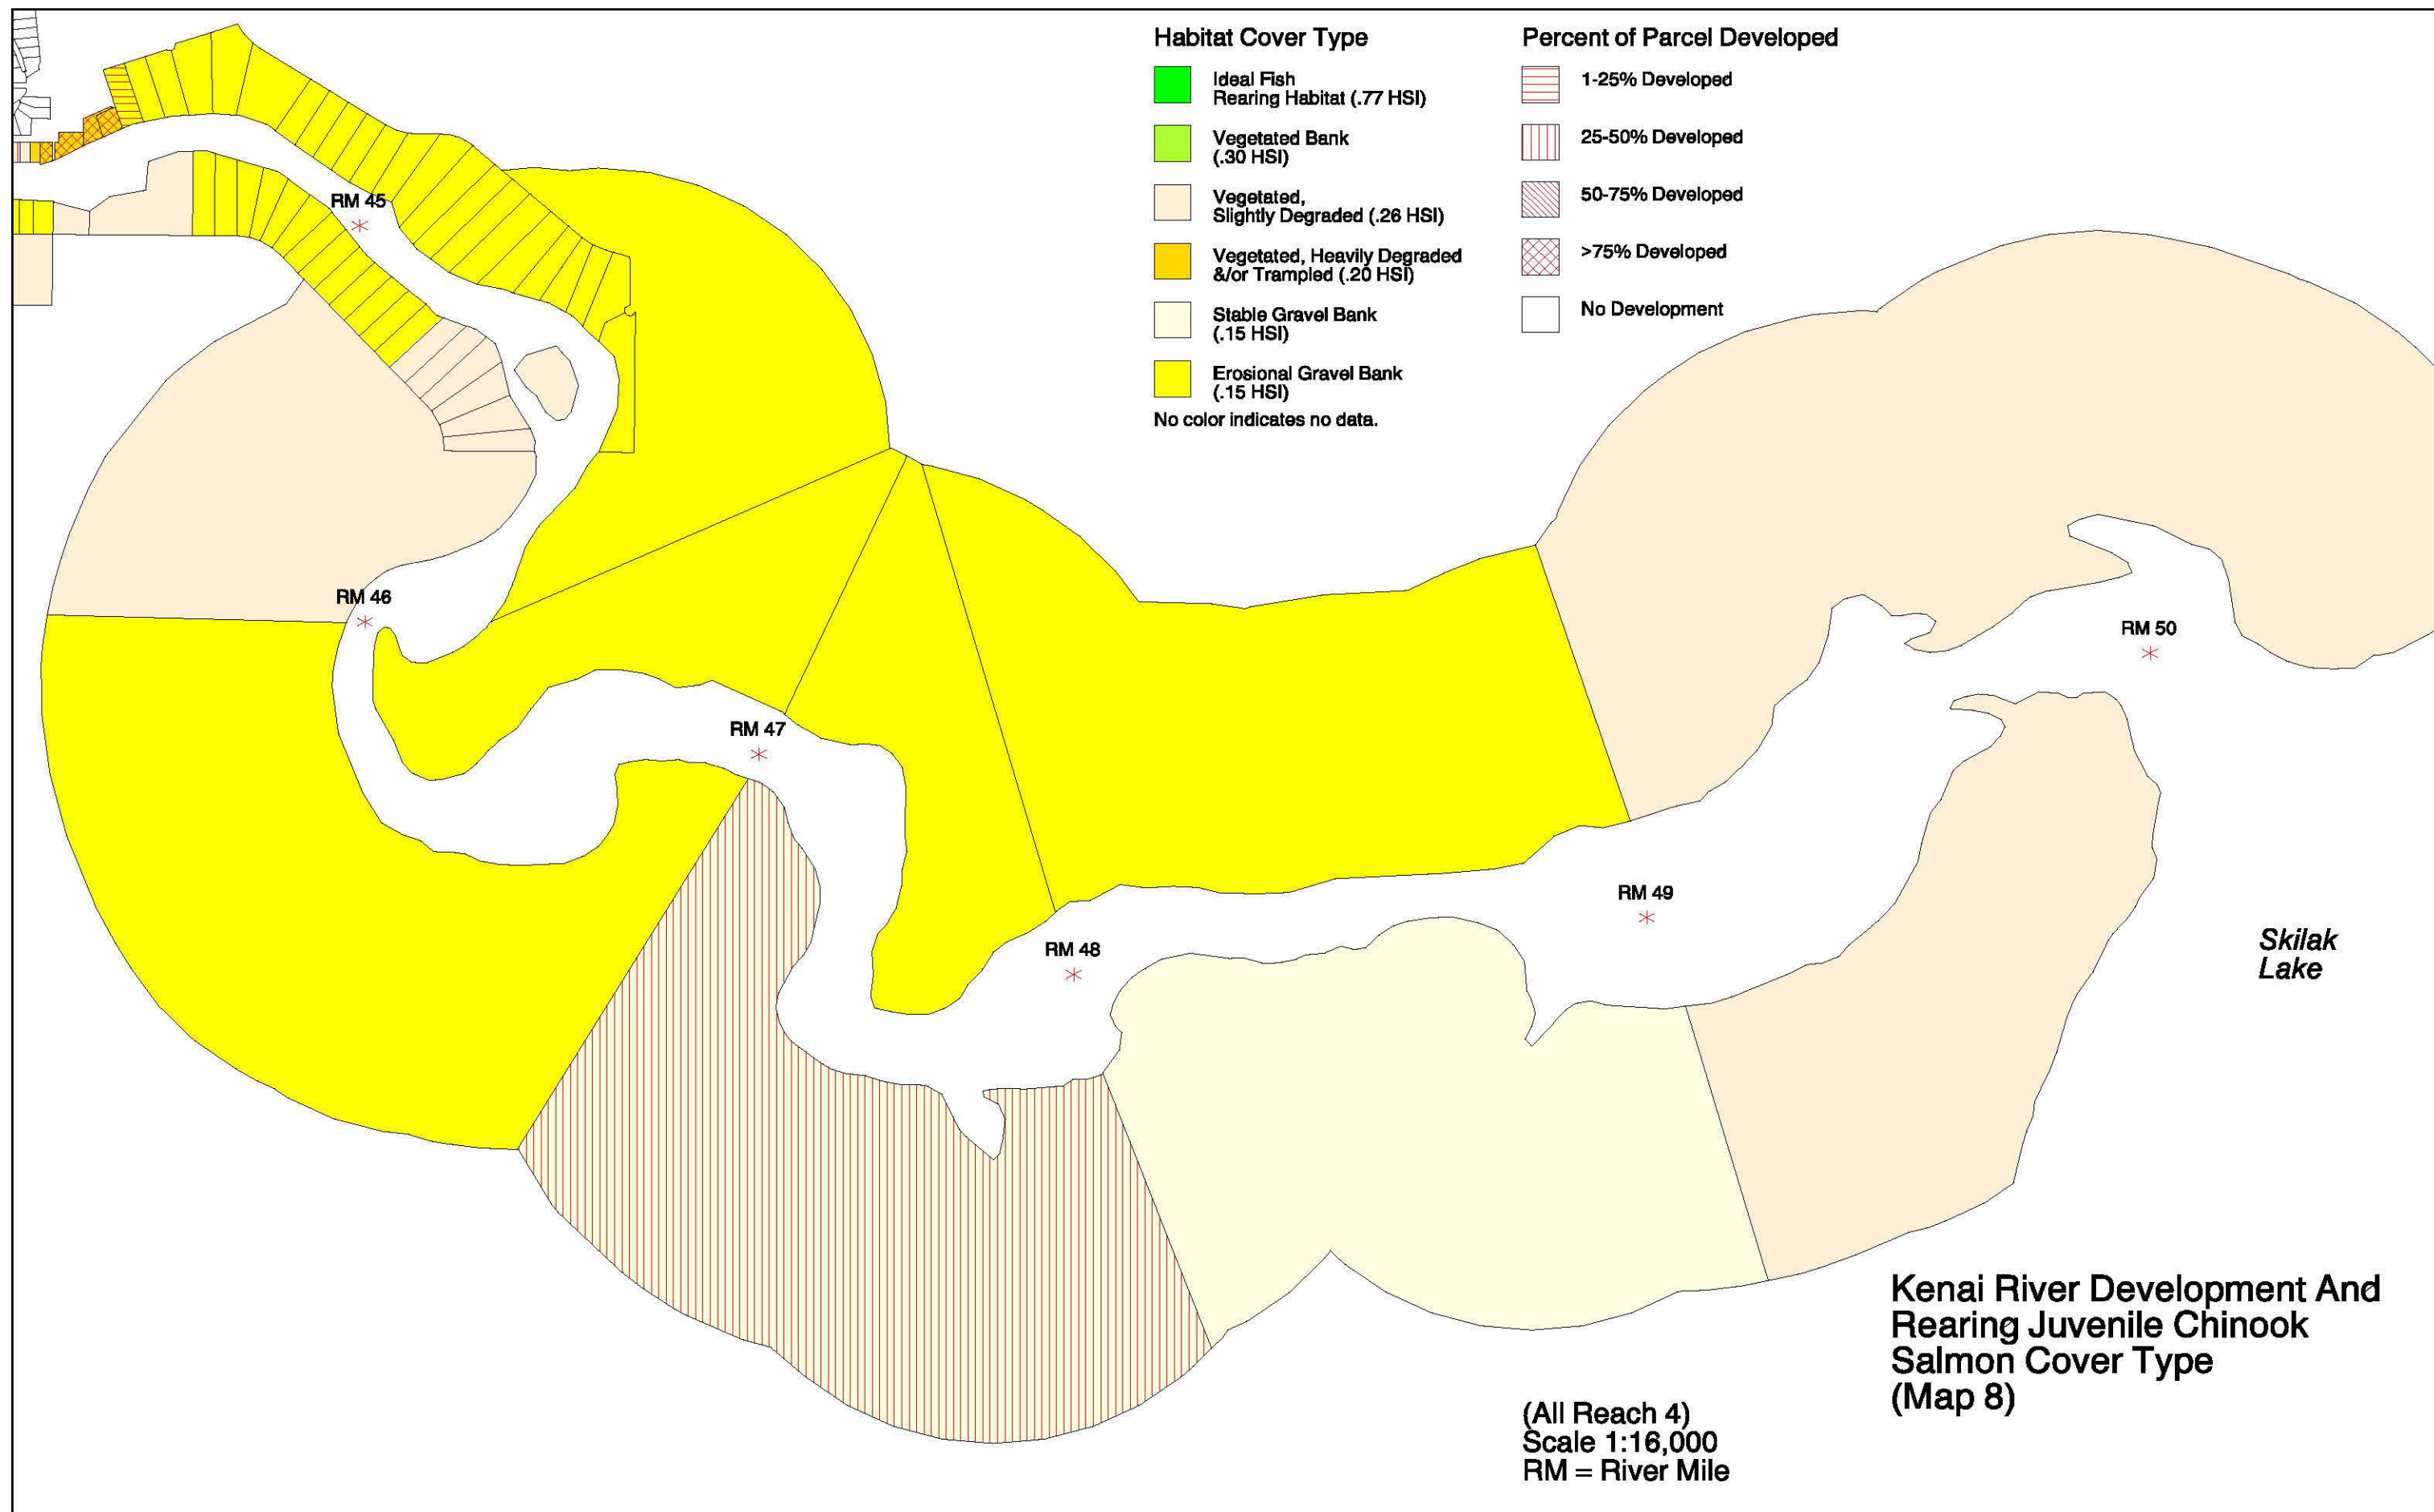 Habitat Cover Type
Ideal Fish
Rearing Habitat (.77 HSI)
Vegetated Bank
(.30 HSI)
Vegetated,
Slightly Degraded (.26 HSI)
Vegetated, Heavily Degraded
&/or Trampled (.20 HSI)
Stable Gravel Bank
(.15 HSI)
Erosional Gravel Bank
(.15 HSI)
No color indicates no data.
Percent of Parcel Developed
1-25% Developed
25-50% Developed
50-75% Developed
>75% Developed
No Development
RM 45
RM 46
RM 47
RM 48
RM 49
RM 50
Skilak
Lake
Kenai River Development And
Rearing Juvenile Chinook
Salmon Cover Type
(Map 8)
(All Reach 4)
Scale 1:16,000
RM = River Mile